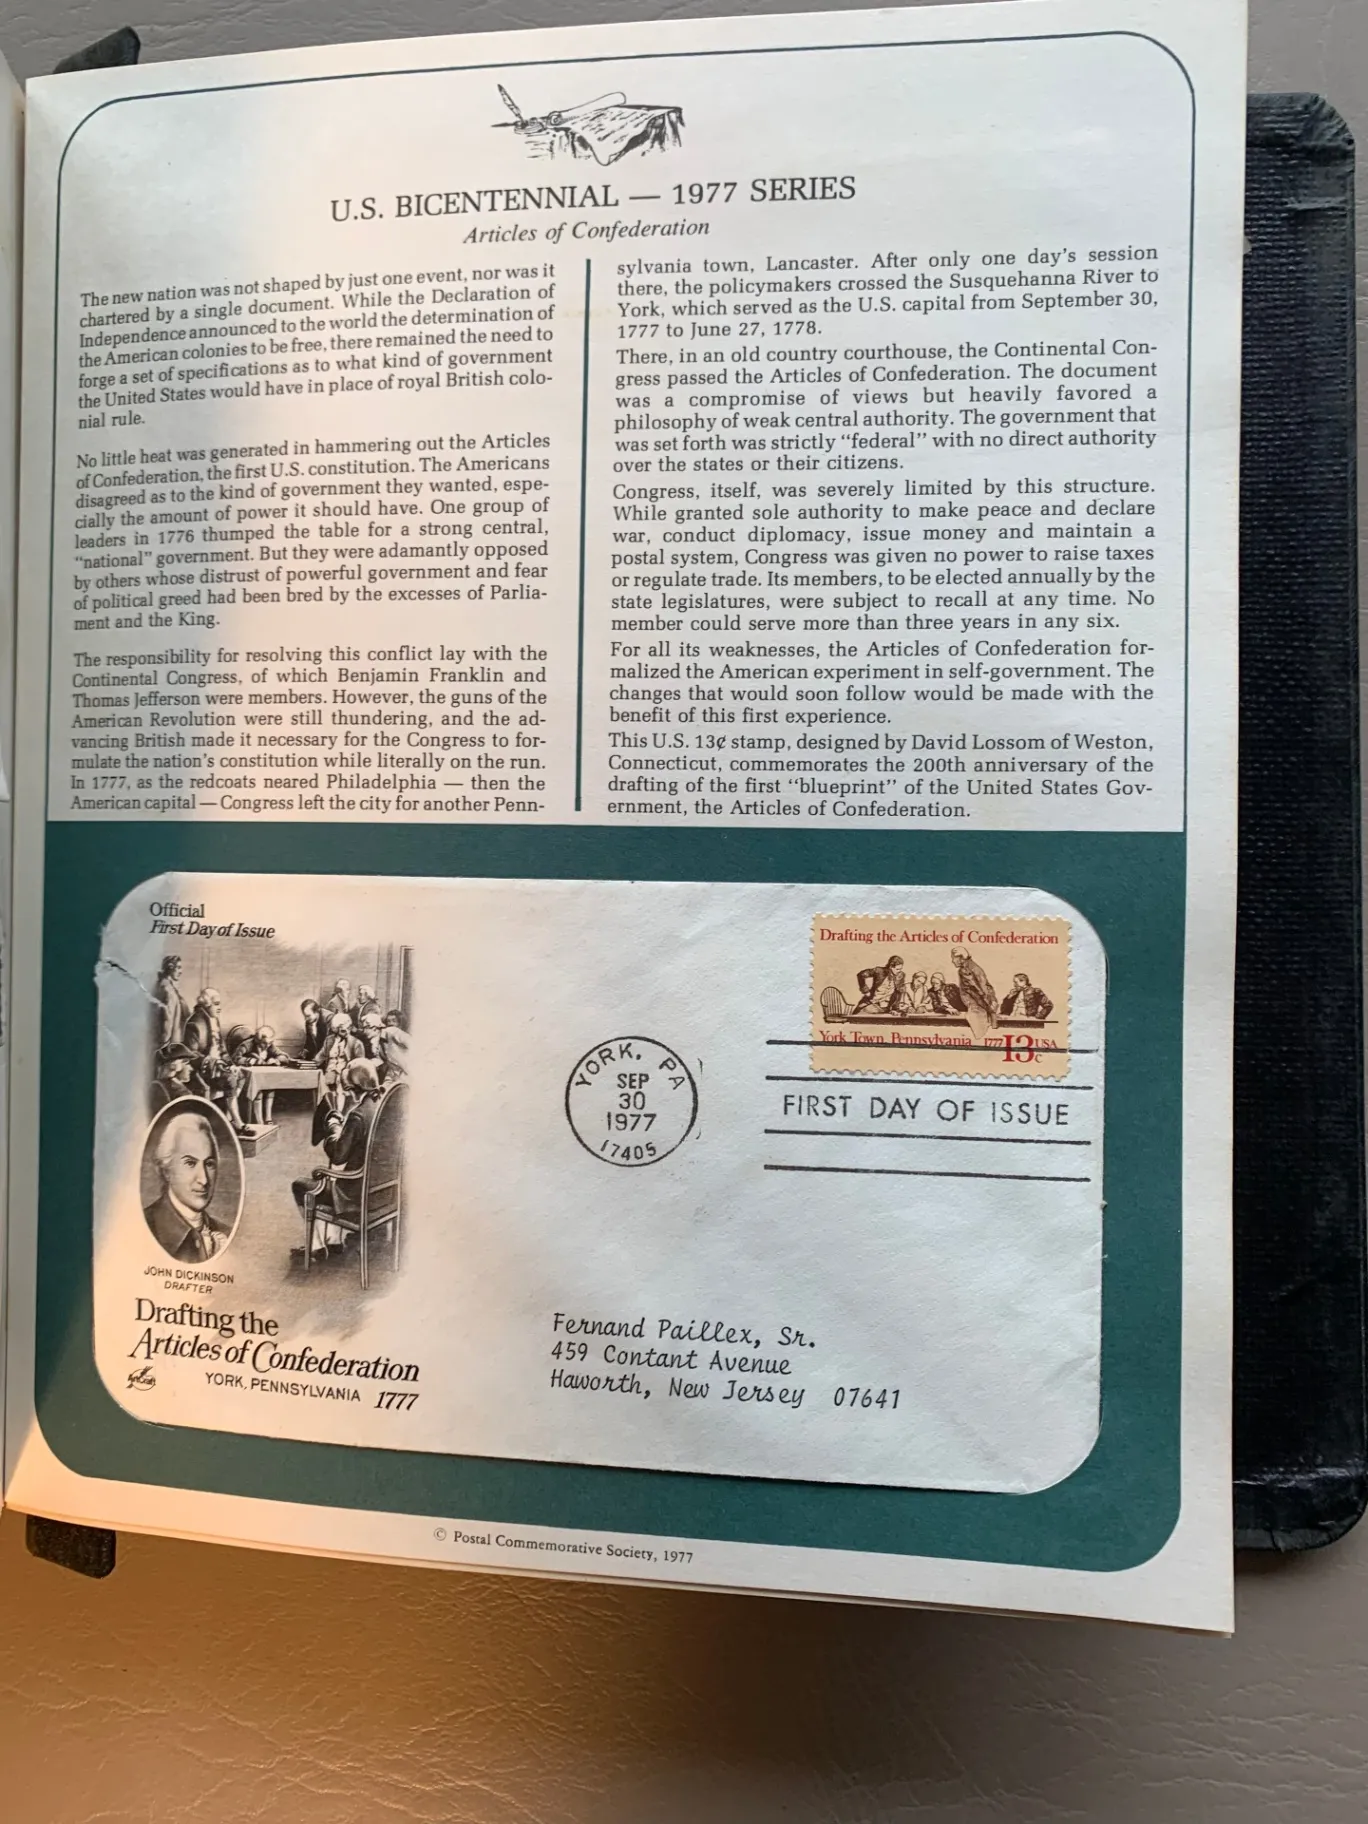 U.S. BICENTENNIAL — 1977 SERIES
Articles of Confederation
The new nation was not shaped by just one event, nor was it
chartered by a single document. While the Declaration of
Independence announced to the world the determination of
the American colonies to be free, there remained the need to
forge a set of specifications as to what kind of government
the United States would have in place of royal British colo-
nial rule.
No little heat was generated in hammering out the Articles
of Confederation, the first U.S. constitution. The Americans
disagreed as to the kind of government they wanted, espe-
cially the amount of power it should have. One group of
leaders in 1776 thumped the table for a strong central,
"national" government. But they were adamantly opposed
by others whose distrust of powerful government and fear
of political greed had been bred by the excesses of Parlia-
ment and the King.
The responsibility for resolving this conflict lay with the
Continental Congress, of which Benjamin Franklin and
Thomas Jefferson were members. However, the guns of the
American Revolution were still thundering, and the ad-
vancing British made it necessary for the Congress to for-
mulate the nation's constitution while literally on the run.
In 1777, as the redcoats neared Philadelphia — then the
American capital — Congress left the city for another Penn-
sylvania town, Lancaster. After only one day's session
there, the policymakers crossed the Susquehanna River to
York, which served as the U.S. capital from September 30,
1777 to June 27, 1778.
There, in an old country courthouse, the Continental Con-
gress passed the Articles of Confederation. The document
was a compromise of views but heavily favored a
philosophy of weak central authority. The government that
was set forth was strictly "federal" with no direct authority
over the states or their citizens.
Congress, itself, was severely limited by this structure.
While granted sole authority to make peace and declare
war, conduct diplomacy, issue money and maintain a
postal system, Congress was given no power to raise taxes
or regulate trade. Its members, to be elected annually by the
state legislatures, were subject to recall at any time. No
member could serve more than three years in any six.
For all its weaknesses, the Articles of Confederation for-
malized the American experiment in self-government. The
changes that would soon follow would be made with the
benefit of this first experience.
This U.S. 13¢ stamp, designed by David Lossom of Weston,
Connecticut, commemorates the 200th anniversary of the
drafting of the first "blueprint" of the United States Gov-
ernment, the Articles of Confederation.
Official
First Day of Issue
Drafting the Articles of Confederation
York Town, Pennsylvania 1777 13c USA
YORK, PA
SEP
30
1977
17405
FIRST DAY OF ISSUE
JOHN DICKINSON
DRAFTER
Drafting the
Articles of Confederation
ArtCraft
YORK, PENNSYLVANIA 1777
Fernand Paillex, Sr.
459 Contant Avenue
Haworth, New Jersey 07641
© Postal Commemorative Society, 1977